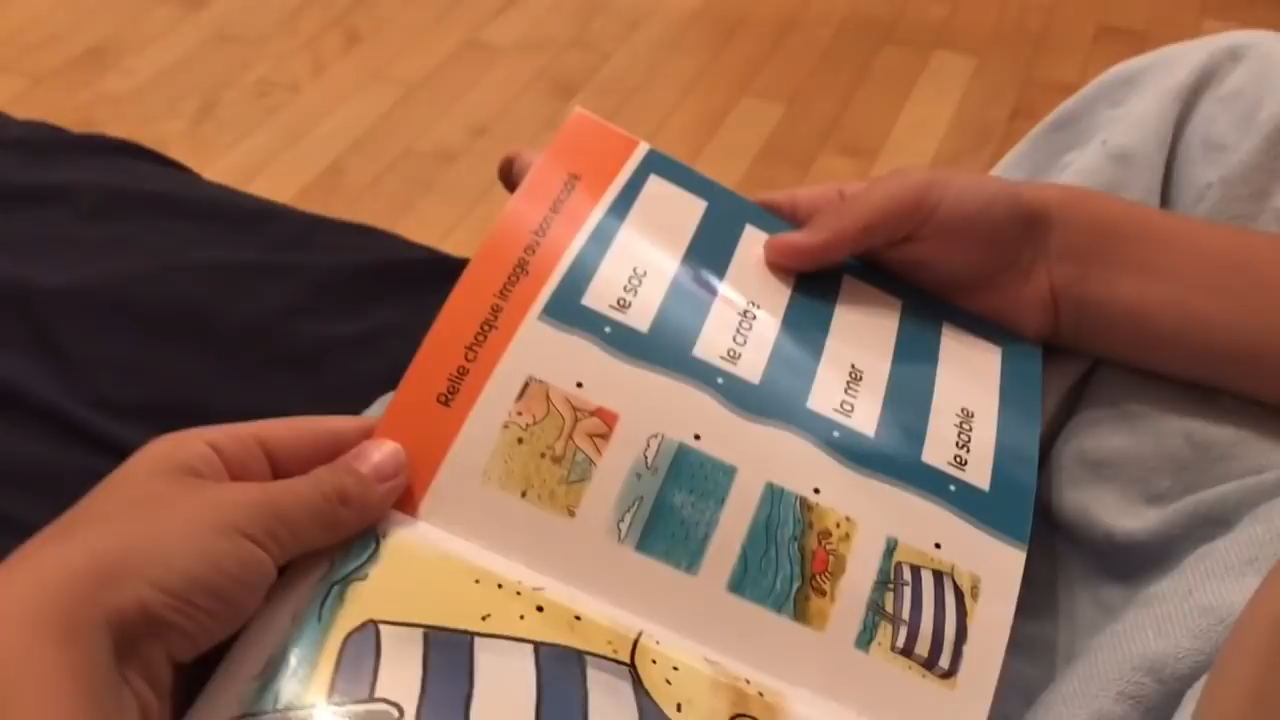 Relie chaque image au bon encadré.
le sac
le crabe
la mer
le sable